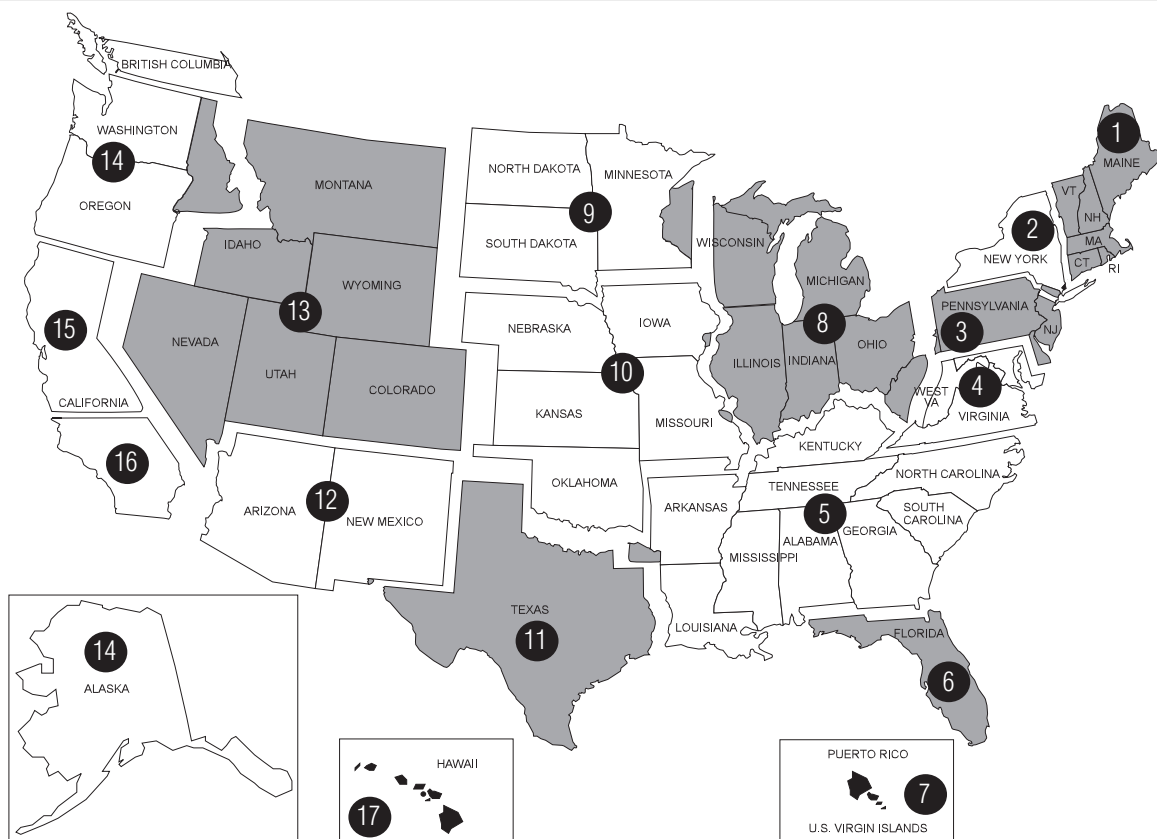 BRITISH COLUMBIA
WASHINGTON
14
OREGON
MONTANA
IDAHO
WYOMING
13
15
CALIFORNIA
NEVADA
UTAH
COLORADO
16
NORTH DAKOTA
MINNESOTA
9
SOUTH DAKOTA
NEBRASKA
IOWA
10
KANSAS
MISSOURI
WISCONSIN
MICHIGAN
8
ILLINOIS
INDIANA
OHIO
1
MAINE
VT
NH
2
NEW YORK
MA
CT
RI
PENNSYLVANIA
3
NJ
4
WEST
VA
VIRGINIA
KENTUCKY
NORTH CAROLINA
TENNESSEE
SOUTH
CAROLINA
5
GEORGIA
ALABAMA
MISSISSIPPI
OKLAHOMA
ARKANSAS
LOUISIANA
12
ARIZONA
NEW MEXICO
TEXAS
11
FLORIDA
6
14
ALASKA
HAWAII
17
PUERTO RICO
7
U.S. VIRGIN ISLANDS